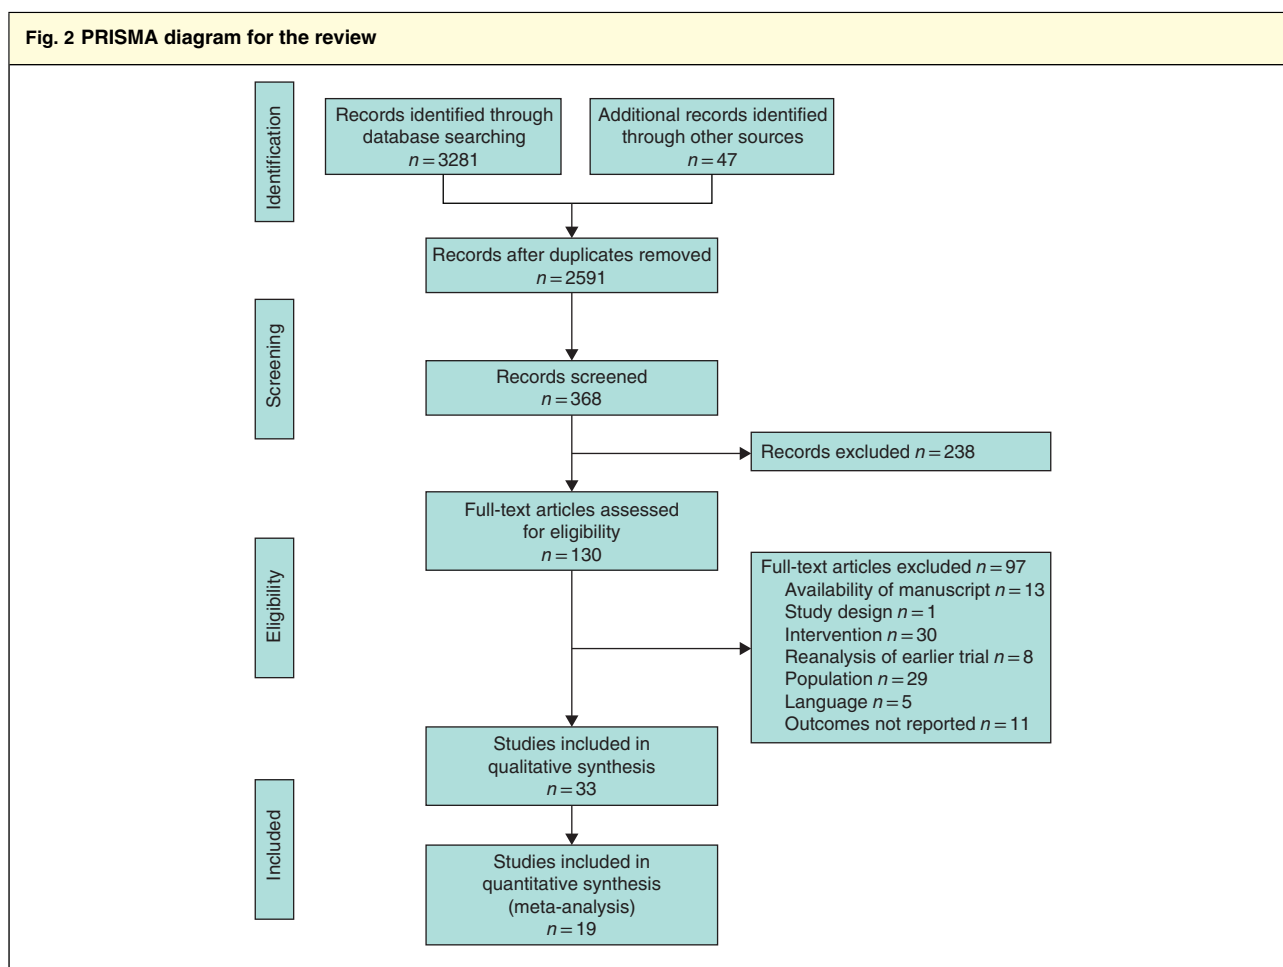 Fig. 2 PRISMA diagram for the review
Identification
Records identified through
database searching
n = 3281
Additional records identified
through other sources
n = 47
Records after duplicates removed
n = 2591
Screening
Records screened
n = 368
Records excluded n = 238
Eligibility
Full-text articles assessed
for eligibility
n = 130
Full-text articles excluded n = 97
Availability of manuscript n = 13
Study design n = 1
Intervention n = 30
Reanalysis of earlier trial n = 8
Population n = 29
Language n = 5
Outcomes not reported n = 11
Included
Studies included in
qualitative synthesis
n = 33
Studies included in
quantitative synthesis
(meta-analysis)
n = 19